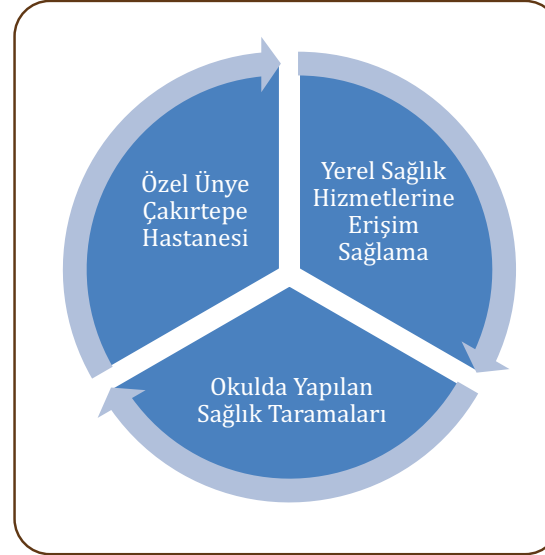 Özel Ünye
Çakırtepe
Hastanesi
Yerel Sağlık
Hizmetlerine
Erişim
Sağlama
Okulda Yapılan
Sağlık Taramaları